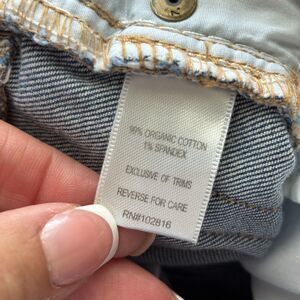 99% ORGANIC COTTON
1% SPANDEX
EXCLUSIVE OF TRIMS
REVERSE FOR CARE
RN#102816